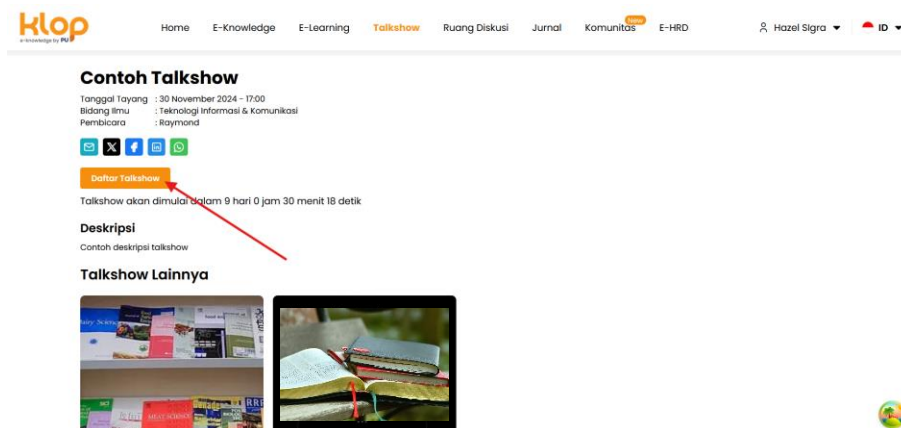 klop
e-knowledge by PU
Home E-Knowledge E-Learning Talkshow Ruang Diskusi Jurnal Komunitas New E-HRD Hazel SIgra ID
Contoh Talkshow
Tanggal Tayang : 30 November 2024 - 17:00
Bidang Ilmu : Teknologi Informasi & Komunikasi
Pembicara : Raymond
Daftar Talkshow
Talkshow akan dimulai dalam 9 hari 0 jam 30 menit 18 detik
Deskripsi
Contoh deskripsi talkshow
Talkshow Lainnya
MEAT SCIENCE